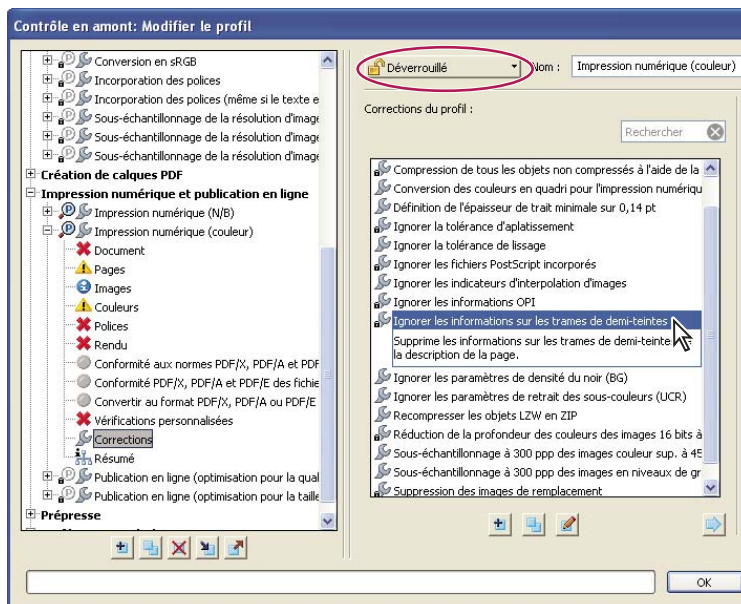 Contrôle en amont: Modifier le profil
Conversion en sRGB
Incorporation des polices
Incorporation des polices (même si le texte e
Sous-échantillonnage de la résolution d'image
Sous-échantillonnage de la résolution d'image
Sous-échantillonnage de la résolution d'image
Création de calques PDF
Impression numérique et publication en ligne
Impression numérique (N/B)
Impression numérique (couleur)
Document
Pages
Images
Couleurs
Polices
Rendu
Conformité aux normes PDF/X, PDF/A et PDF
Conformité PDF/X, PDF/A et PDF/E des fichie
Convertir au format PDF/X, PDF/A ou PDF/E
Vérifications personnalisées
Corrections
Résumé
Publication en ligne (optimisation pour la qual
Publication en ligne (optimisation pour la taille
Prépresse
Déverrouillé
Nom : Impression numérique (couleur)
Corrections du profil :
Rechercher
Compression de tous les objets non compressés à l'aide de la
Conversion des couleurs en quadri pour l'impression numériqu
Définition de l'épaisseur de trait minimale sur 0,14 pt
Ignorer la tolérance d'aplatissement
Ignorer la tolérance de lissage
Ignorer les fichiers PostScript incorporés
Ignorer les indicateurs d'interpolation d'images
Ignorer les informations OPI
Ignorer les informations sur les trames de demi-teintes
Supprime les informations sur les trames de demi-teinte
la description de la page.
Ignorer les paramètres de densité du noir (BG)
Ignorer les paramètres de retrait des sous-couleurs (UCR)
Recompresser les objets LZW en ZIP
Réduction de la profondeur des couleurs des images 16 bits à
Sous-échantillonnage à 300 ppp des images couleur sup. à 45
Sous-échantillonnage à 300 ppp des images en niveaux de gr
Suppression des images de remplacement
OK